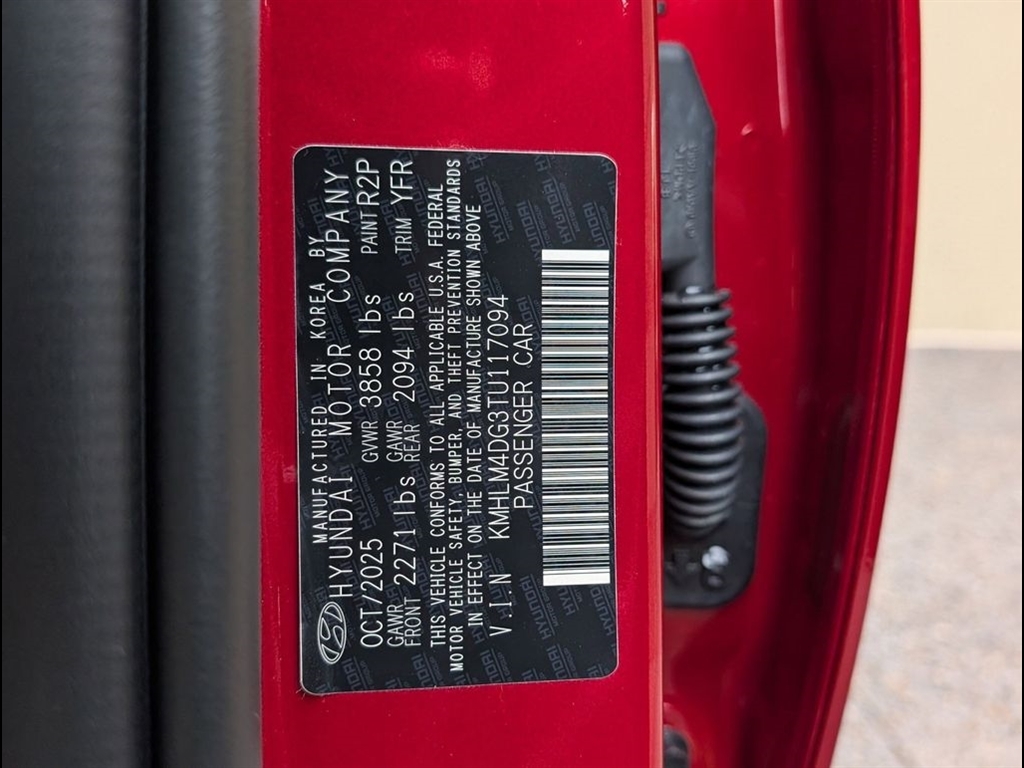 MANUFACTURED IN KOREA BY
HYUNDAI MOTOR COMPANY
OCT/2025 GVWR 3858 lbs PAINT R2P
GAWR FRONT 2271 lbs GAWR REAR 2094 lbs TRIM YFR
THIS VEHICLE CONFORMS TO ALL APPLICABLE U.S.A. FEDERAL
MOTOR VEHICLE SAFETY, BUMPER, AND THEFT PREVENTION STANDARDS
IN EFFECT ON THE DATE OF MANUFACTURE SHOWN ABOVE
V.I.N KMHLM4DG3TU117094
PASSENGER CAR